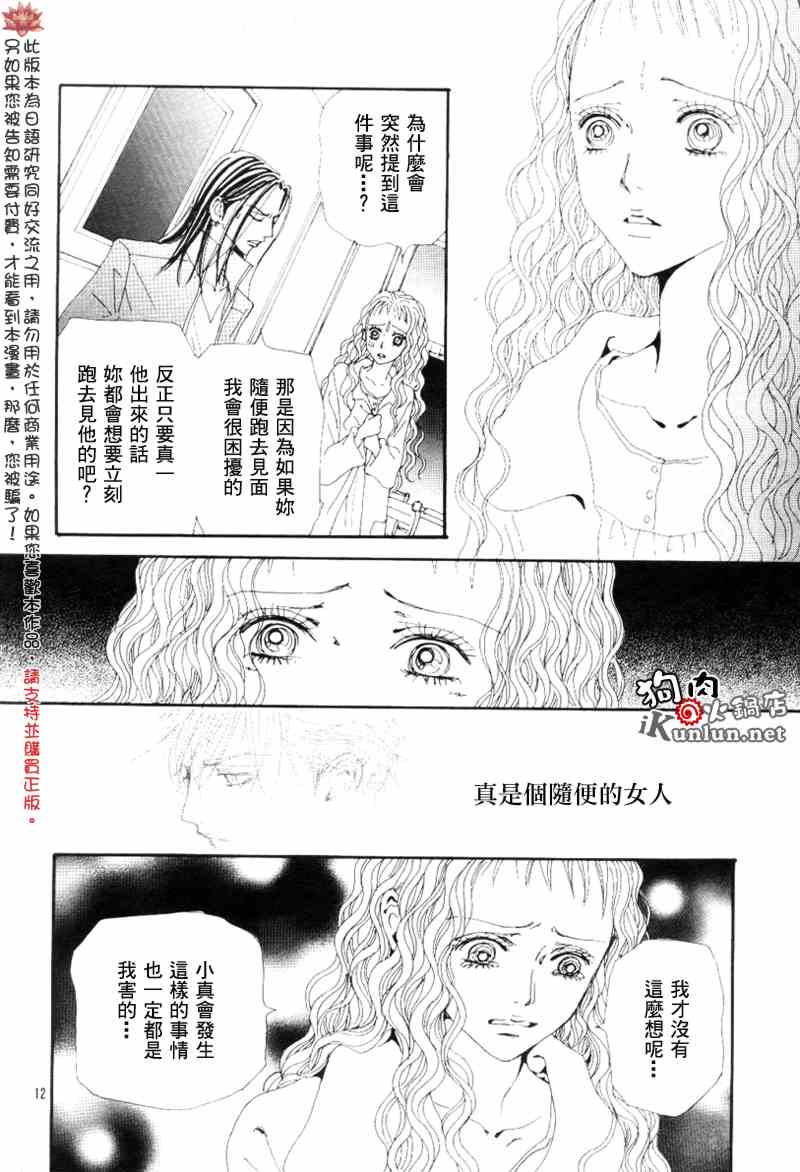 此版本為日語研究同好交流之用，請勿用於任何商業用途。如果您喜歡本作品，請支持並購買正版。
另如果您被告知需要付費，才能看到本漫畫，那麼，您被騙了！
為什麼會
突然提到這
件事呢…？
那是因為如果妳
隨便跑去見面
我會很困擾的
反正只要真一
他出來的話
妳都會想要立刻
跑去見他的吧？
狗肉火鍋店
iKunlun.net
真是個隨便的女人
我才沒有
這麼想呢…
小真會發生
這樣的事情
也一定都是
我害的…
12